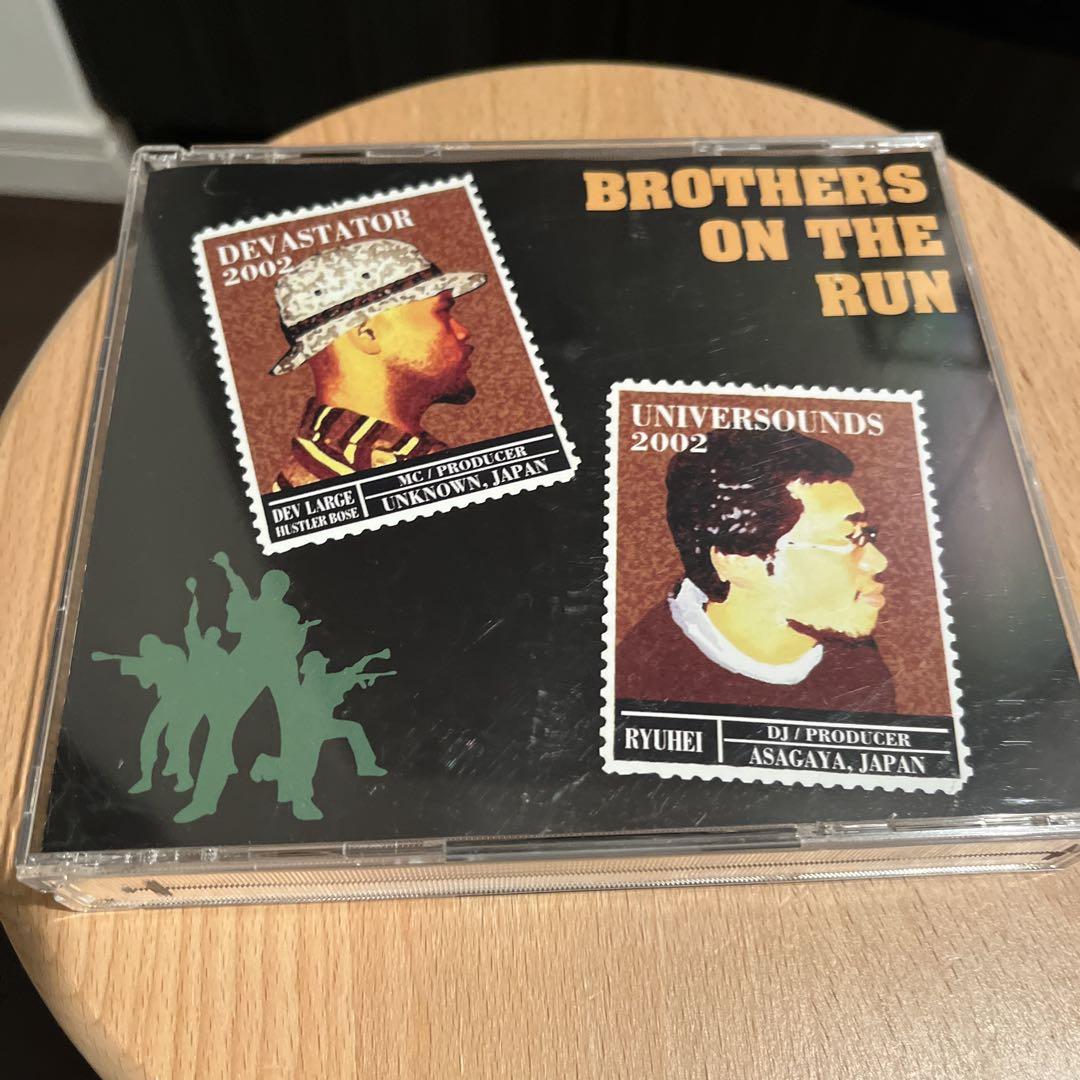 BROTHERS
ON THE
RUN
DEVASTATOR
2002
DEV LARGE
HUSTLER BOSE
MC / PRODUCER
UNKNOWN, JAPAN
UNIVERSOUNDS
2002
RYUHEI
DJ / PRODUCER
ASAGAYA, JAPAN